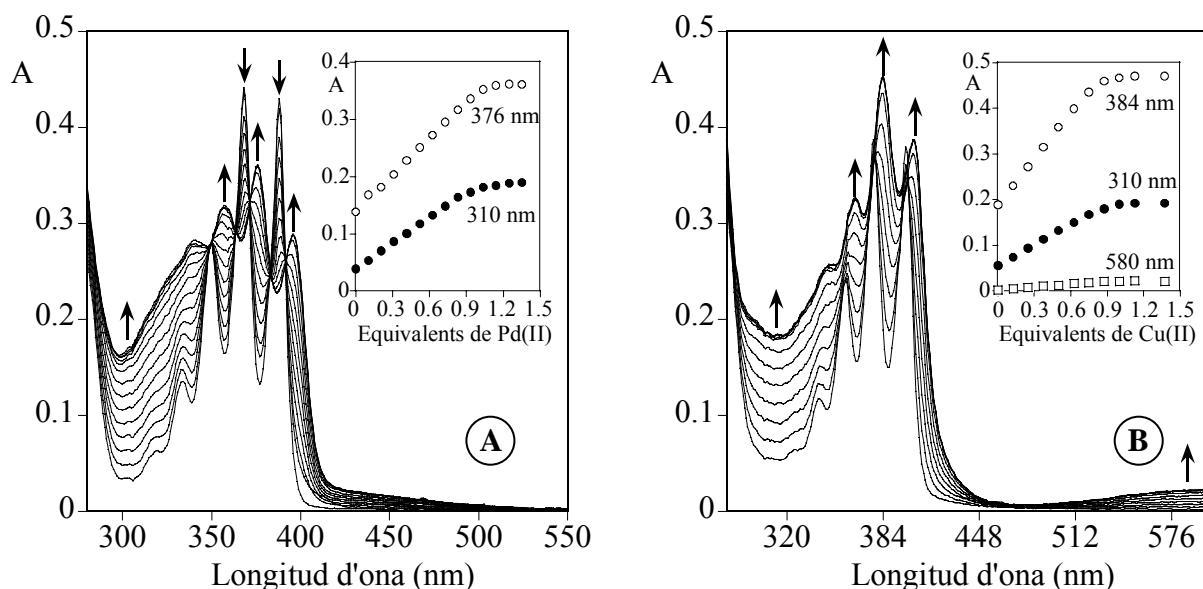 0.5
A
0.4
0.3
0.2
0.1
0
300 350 400 450 500 550
Longitud d'ona (nm)
A
0.4
A
0.3
0.2
0.1
0
376 nm
310 nm
0 0.3 0.6 0.9 1.2 1.5
Equivalents de Pd(II)
0.5
A
0.4
0.3
0.2
0.1
0
320 384 448 512 576
Longitud d'ona (nm)
B
0.5
A
0.4
0.3
0.2
0.1
0
384 nm
310 nm
580 nm
0 0.3 0.6 0.9 1.2 1.5
Equivalents de Cu(II)